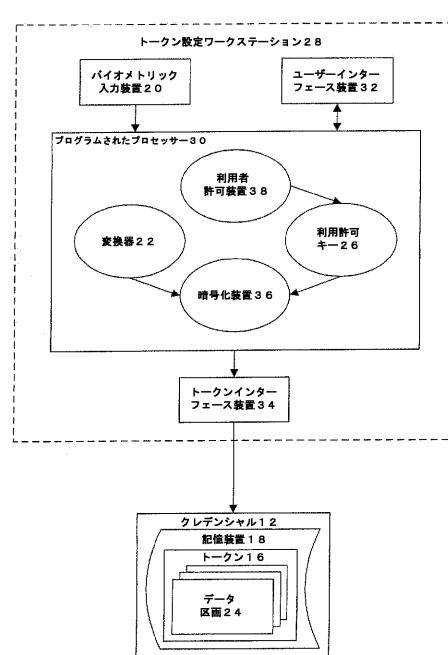 トークン設定ワークステーション２８
バイオメトリック
入力装置２０
ユーザーインター
フェース装置３２
プログラムされたプロセッサー３０
利用者
許可装置３８
変換器２２
利用許可
キー２６
暗号化装置３６
トークンインター
フェース装置３４
クレデンシャル１２
記憶装置１８
トークン１６
データ
区画２４